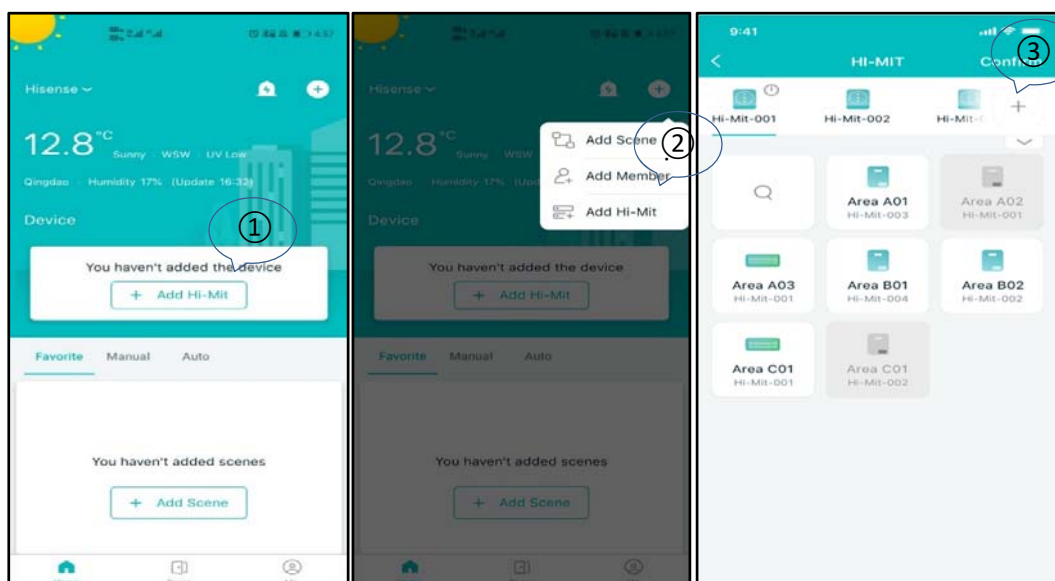 4:57
Hisense
12.8°C Sunny WSW UV Low
Qingdao Humidity 17% (Update 16:32)
Device
①
You haven't added the device
+ Add Hi-Mit
Favorite Manual Auto
You haven't added scenes
+ Add Scene
Hisense
12.8°C Sunny WSW
Qingdao Humidity 17%
Device
Add Scene
②
Add Member
Add Hi-Mit
You haven't added the device
+ Add Hi-Mit
Favorite Manual Auto
You haven't added scenes
+ Add Scene
9:41
③
< HI-MIT
Hi-Mit-001 Hi-Mit-002 +
Area A01
Hi-Mit-003
Area A02
Hi-Mit-001
Area A03
Hi-Mit-001
Area B01
Hi-Mit-004
Area B02
Hi-Mit-002
Area C01
Hi-Mit-001
Area C01
Hi-Mit-002